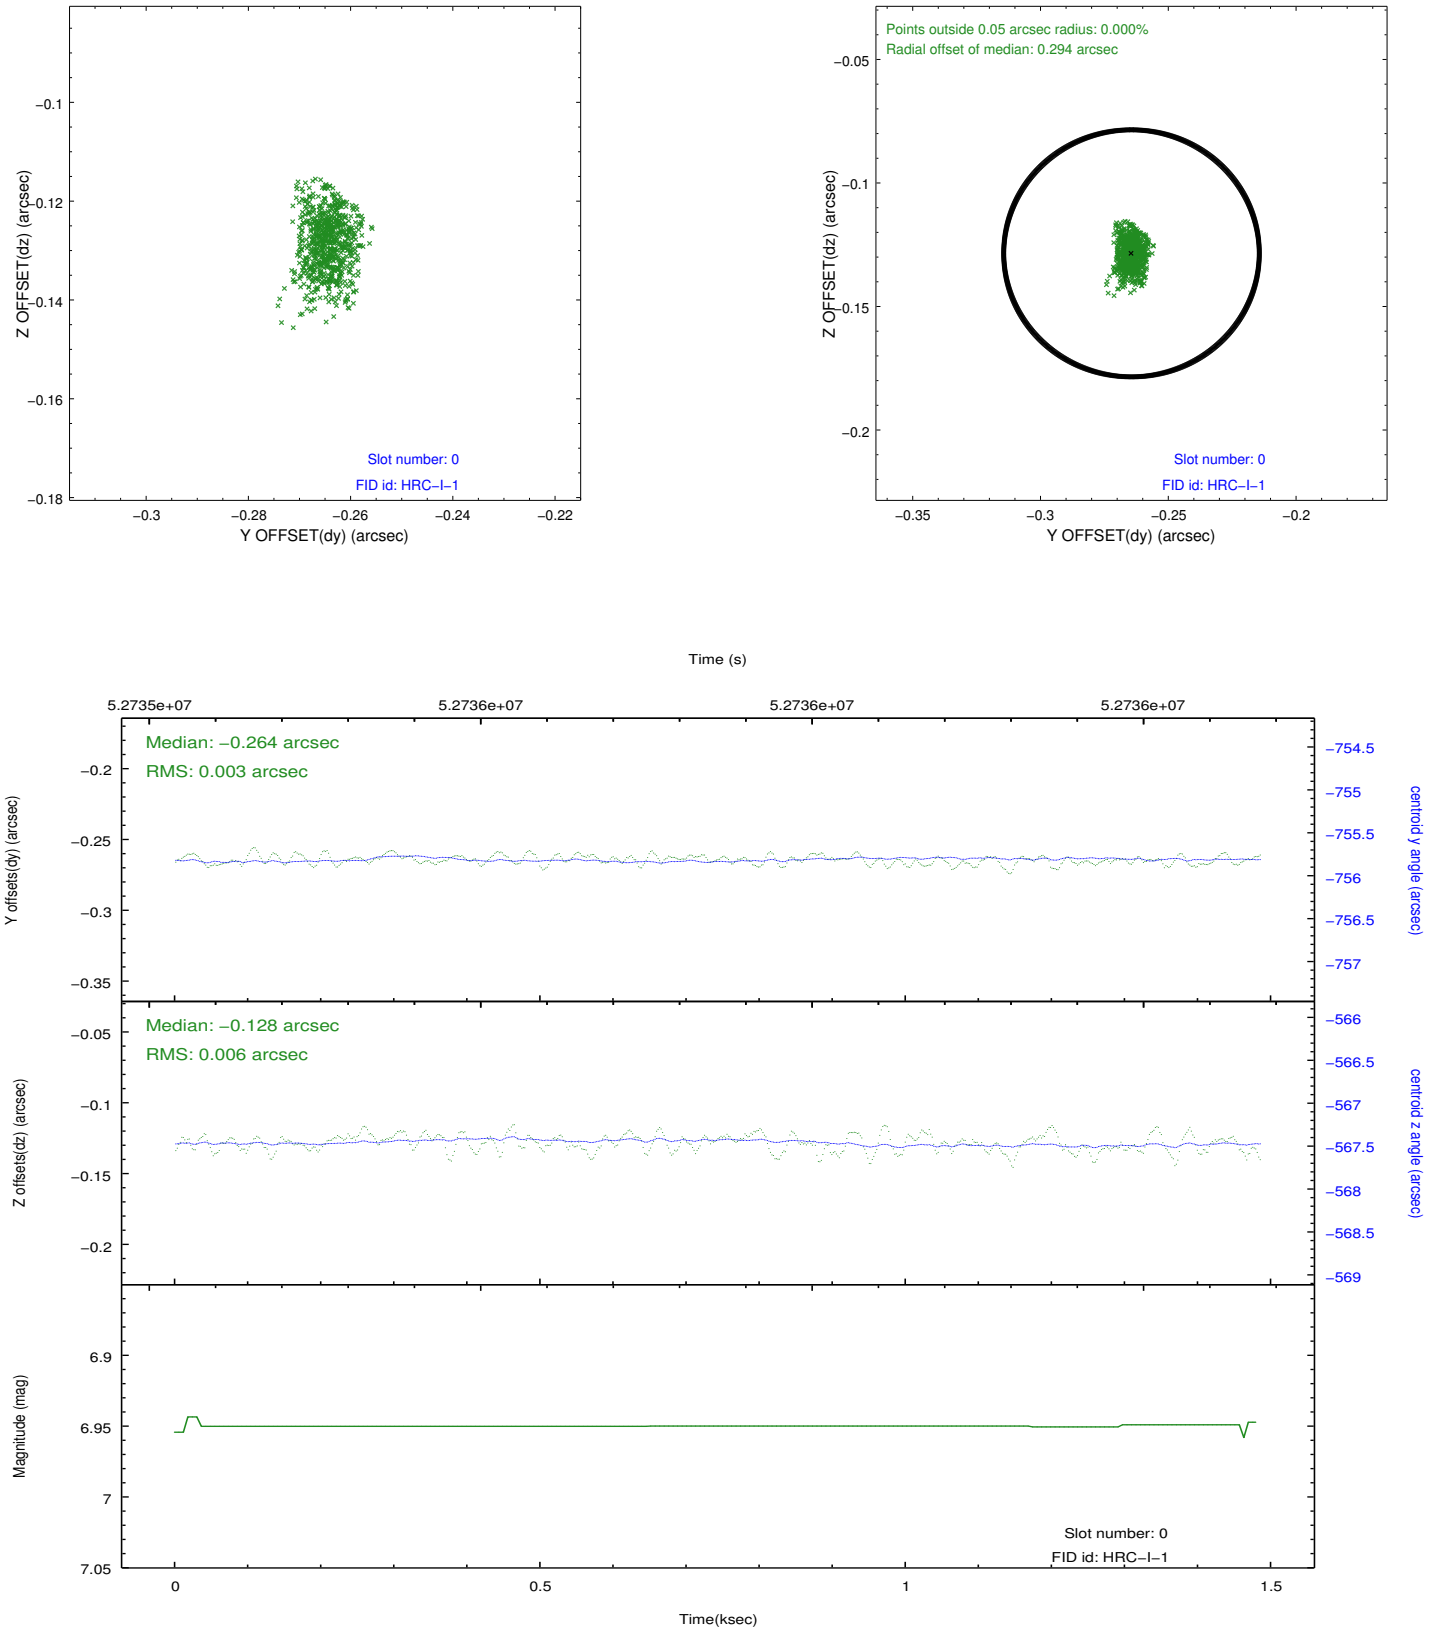 −0.1
−0.12
−0.14
−0.16
−0.18
Z OFFSET(dz) (arcsec)
Slot number: 0
FID id: HRC−I−1
−0.3
−0.28
−0.26
−0.24
−0.22
Y OFFSET(dy) (arcsec)
Points outside 0.05 arcsec radius: 0.000%
Radial offset of median: 0.294 arcsec
−0.05
−0.1
−0.15
−0.2
Z OFFSET(dz) (arcsec)
Slot number: 0
FID id: HRC−I−1
−0.35
−0.3
−0.25
−0.2
Y OFFSET(dy) (arcsec)
Time (s)
5.2735e+07
5.2736e+07
5.2736e+07
5.2736e+07
Median: −0.264 arcsec
RMS: 0.003 arcsec
−0.2
−0.25
−0.3
−0.35
Y offsets(dy) (arcsec)
−754.5
−755
−755.5
−756
−756.5
−757
centroid y angle (arcsec)
Median: −0.128 arcsec
RMS: 0.006 arcsec
−0.05
−0.1
−0.15
−0.2
Z offsets(dz) (arcsec)
−566
−566.5
−567
−567.5
−568
−568.5
−569
centroid z angle (arcsec)
6.9
6.95
7
7.05
Magnitude (mag)
Slot number: 0
FID id: HRC−I−1
0
0.5
1
1.5
Time(ksec)